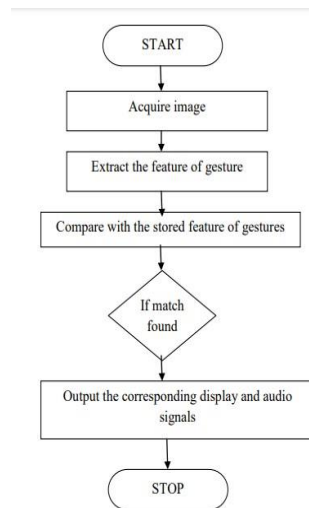 START
Acquire image
Extract the feature of gesture
Compare with the stored feature of gestures
If match
found
Output the corresponding display and audio
signals
STOP